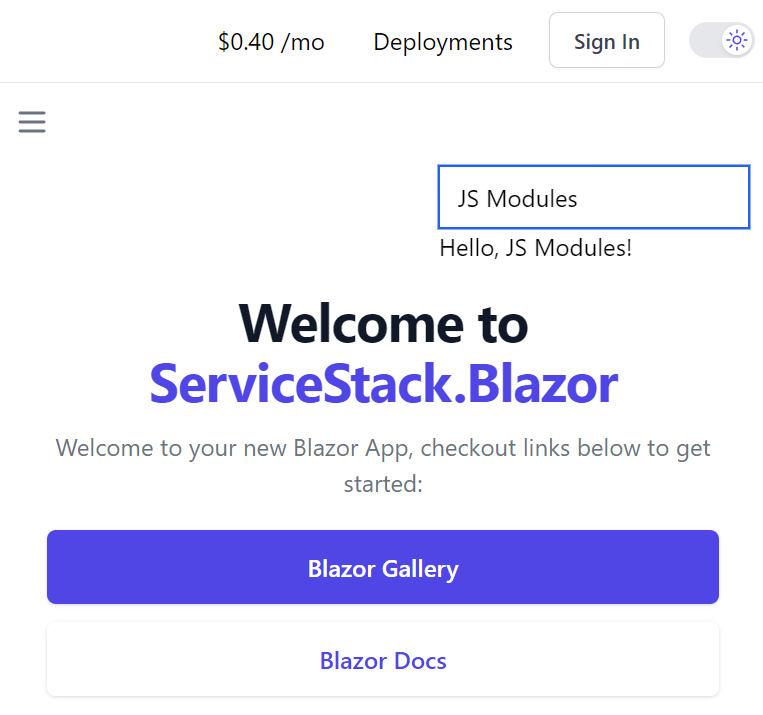 $0.40 /mo Deployments Sign In
JS Modules
Hello, JS Modules!
Welcome to
ServiceStack.Blazor
Welcome to your new Blazor App, checkout links below to get
started:
Blazor Gallery
Blazor Docs